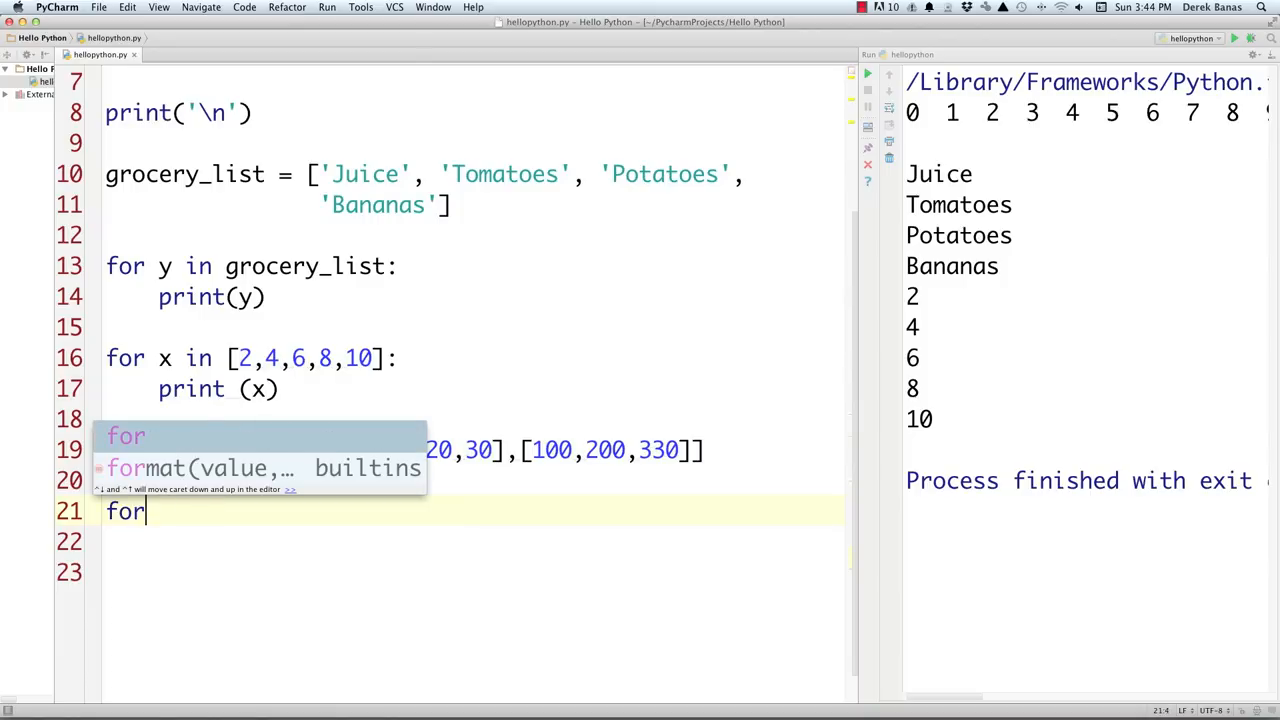 PyCharm File Edit View Navigate Code Refactor Run Tools VCS Window Help 10 Sun 3:44 PM Derek Banas
hellopython.py - Hello Python - [~/PycharmProjects/Hello Python]
Hello Python hellopython.py hellopython
hellopython.py Run hellopython
Hello P
hell
Externa
7
8 print('\n')
9
10 grocery_list = ['Juice', 'Tomatoes', 'Potatoes',
11 'Bananas']
12
13 for y in grocery_list:
14 print(y)
15
16 for x in [2,4,6,8,10]:
17 print (x)
18
19 20,30],[100,200,330]]
20
21 for
22
23
for
format(value,… builtins
^↓ and ^↑ will move caret down and up in the editor >>
/Library/Frameworks/Python.
0 1 2 3 4 5 6 7 8
Juice
Tomatoes
Potatoes
Bananas
2
4
6
8
10
Process finished with exit
21:4 LF UTF-8